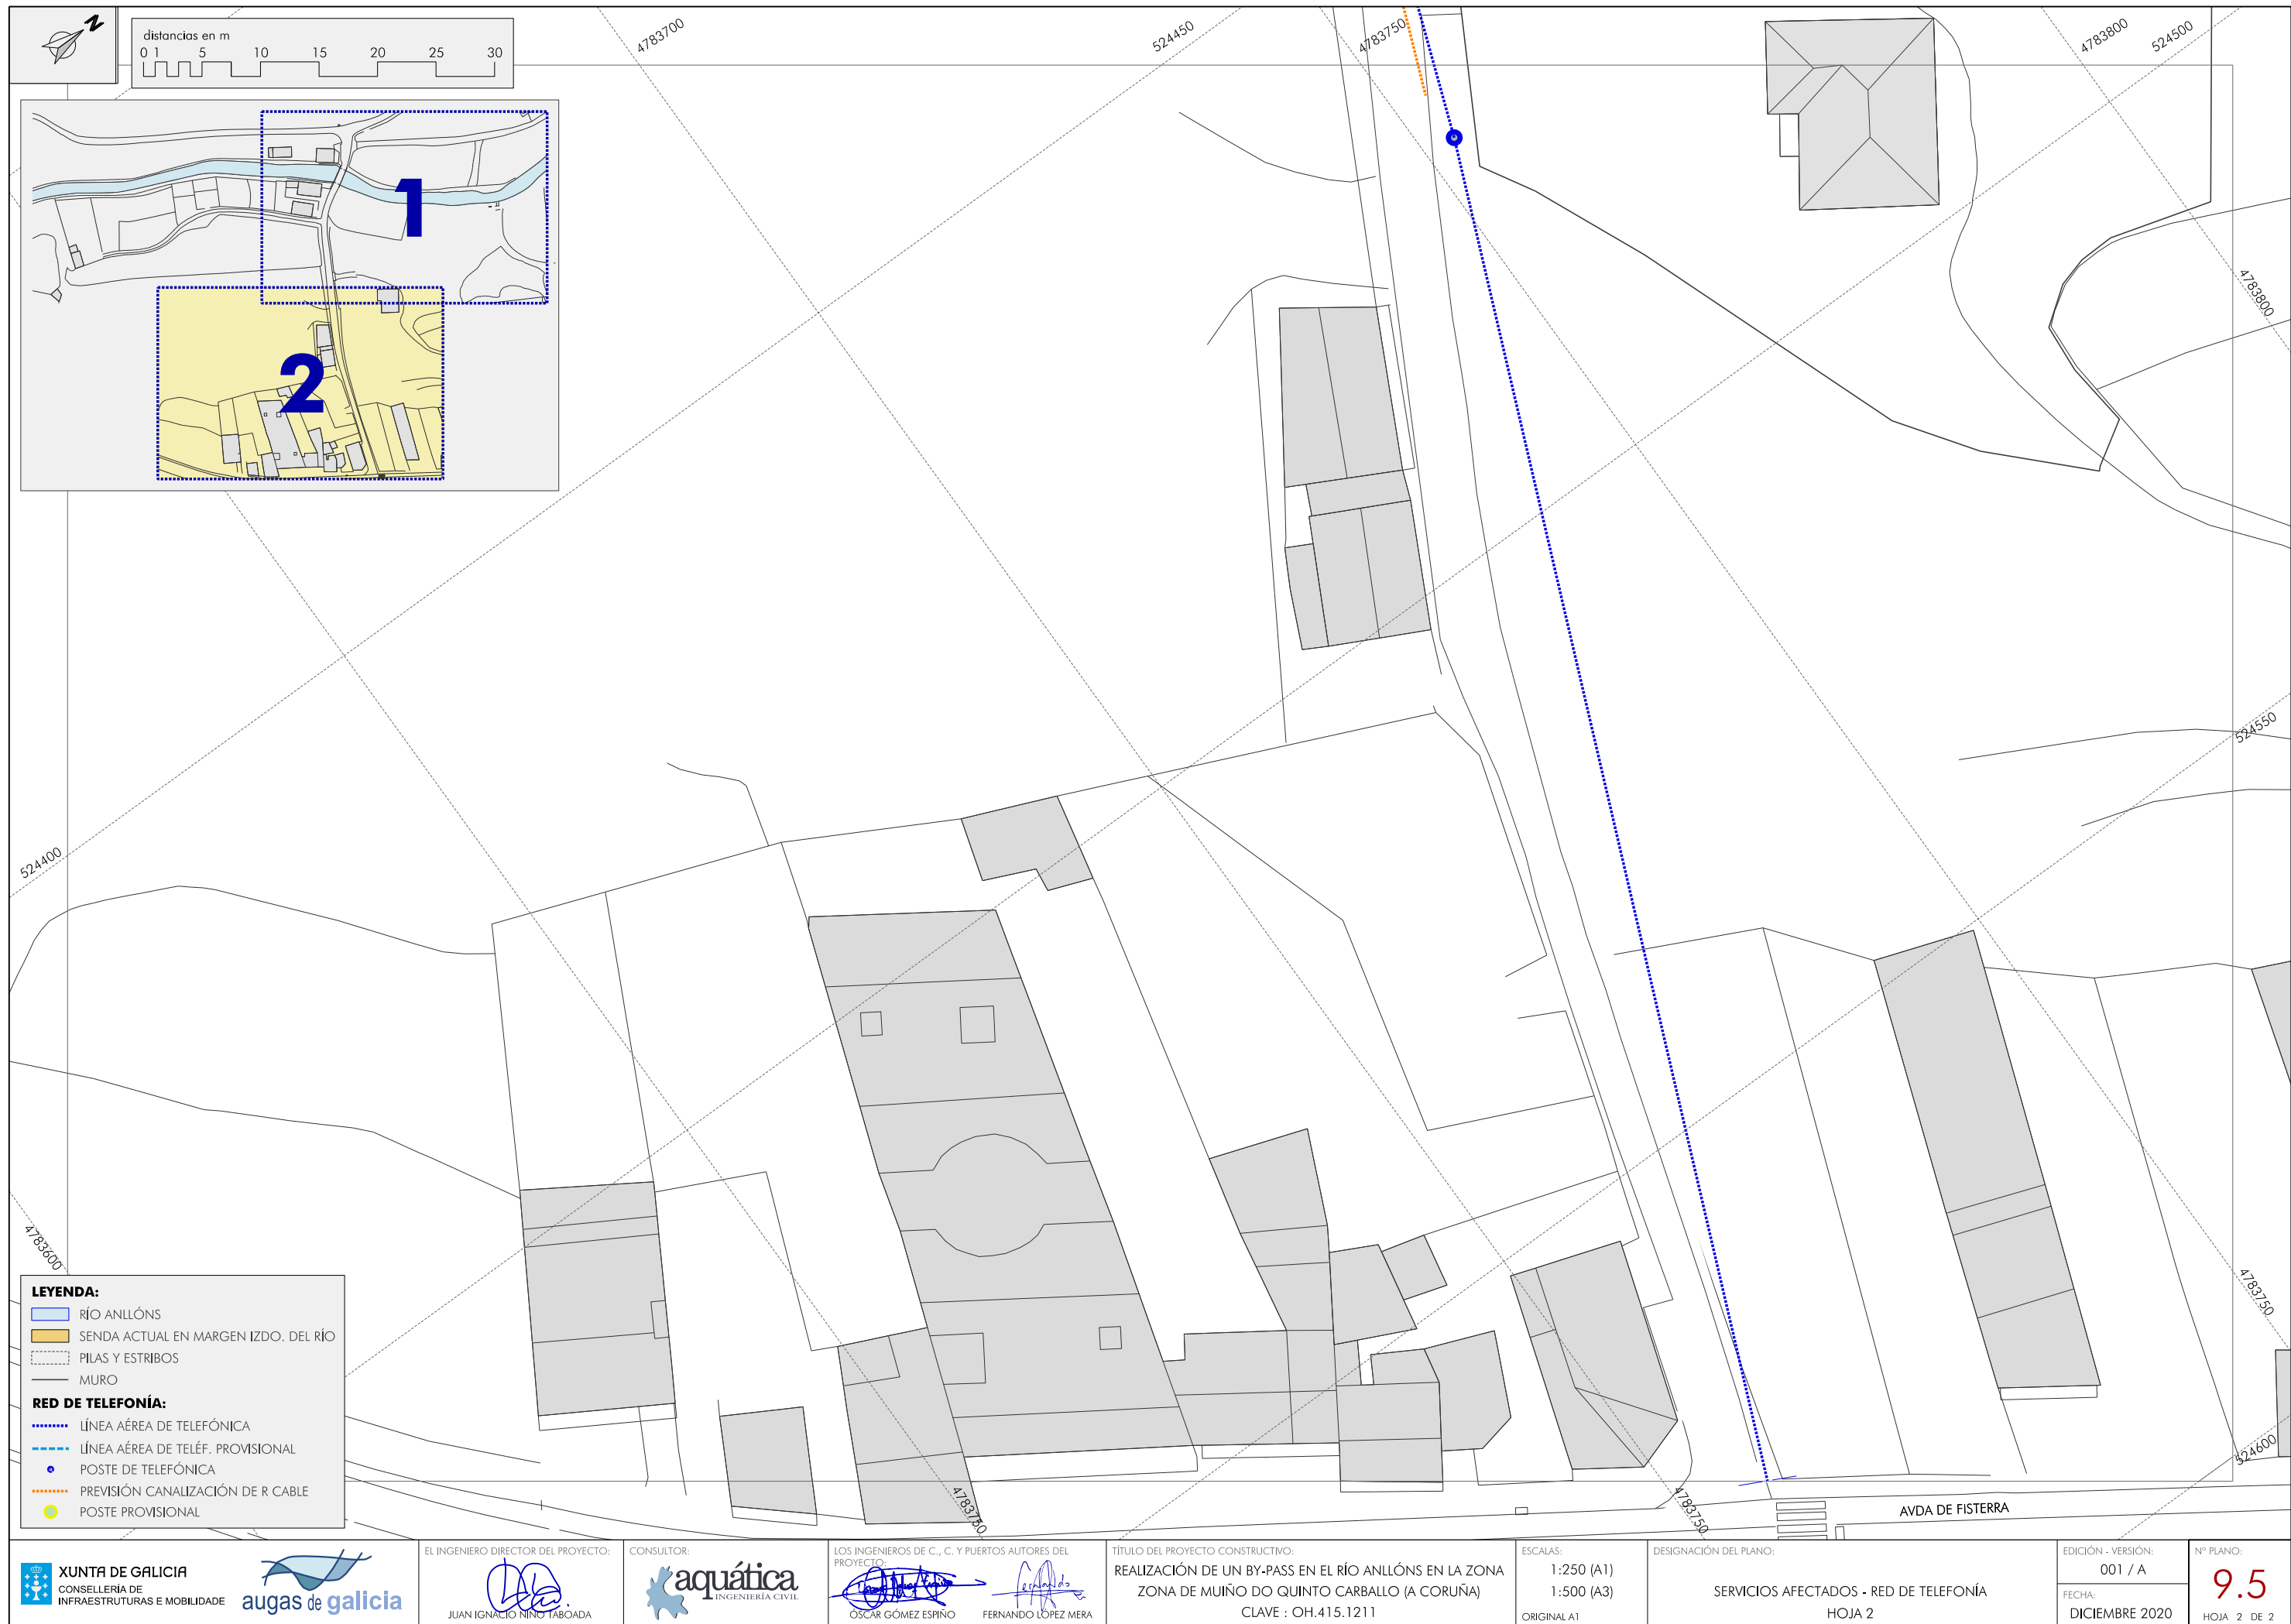 N
distancias en m
0 1 5 10 15 20 25 30
4783700
524450
4783750
4783800
524500
1
2
4783800
524550
524400
4783600
4783750
524600
4783750
4783750
AVDA DE FISTERRA
LEYENDA:
RÍO ANLLÓNS
SENDA ACTUAL EN MARGEN IZDO. DEL RÍO
PILAS Y ESTRIBOS
MURO
RED DE TELEFONÍA:
LÍNEA AÉREA DE TELEFÓNICA
LÍNEA AÉREA DE TELÉF. PROVISIONAL
POSTE DE TELEFÓNICA
PREVISIÓN CANALIZACIÓN DE R CABLE
POSTE PROVISIONAL
XUNTA DE GALICIA
CONSELLERÍA DE
INFRAESTRUTURAS E MOBILIDADE
augas de galicia
EL INGENIERO DIRECTOR DEL PROYECTO:
JUAN IGNACIO NIÑO TABOADA
CONSULTOR:
aquática
INGENIERÍA CIVIL
LOS INGENIEROS DE C., C. Y PUERTOS AUTORES DEL
PROYECTO:
ÓSCAR GÓMEZ ESPIÑO
FERNANDO LÓPEZ MERA
TÍTULO DEL PROYECTO CONSTRUCTIVO:
REALIZACIÓN DE UN BY-PASS EN EL RÍO ANLLÓNS EN LA ZONA
ZONA DE MUIÑO DO QUINTO CARBALLO (A CORUÑA)
CLAVE : OH.415.1211
ESCALAS:
1:250 (A1)
1:500 (A3)
ORIGINAL A1
DESIGNACIÓN DEL PLANO:
SERVICIOS AFECTADOS - RED DE TELEFONÍA
HOJA 2
EDICIÓN - VERSIÓN:
001 / A
FECHA:
DICIEMBRE 2020
Nº PLANO:
9.5
HOJA 2 DE 2